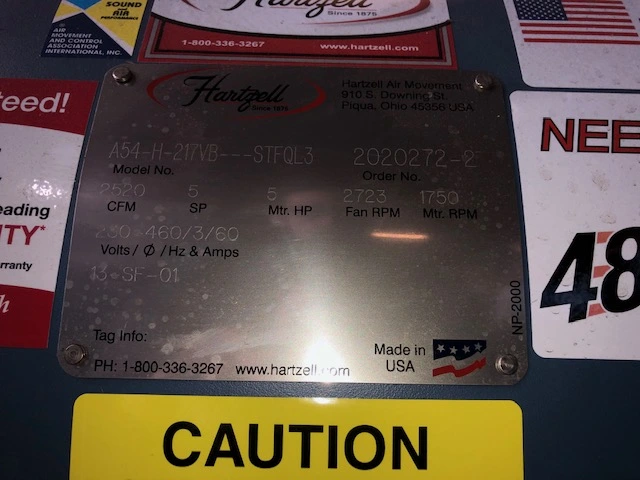 SOUND
and
AIR
PERFORMANCE
AIR
MOVEMENT
AND CONTROL
ASSOCIATION
INTERNATIONAL, INC.
Hartzell
Since 1875
1-800-336-3267 www.hartzell.com
teed!
eading
TY*
arranty
h
NEE
48
Hartzell
Since 1875
Hartzell Air Movement
910 S. Downing St.
Piqua, Ohio 45356 USA
A54-H-217VB---STFQL3 2020272-2
Model No. Order No.
2520 5 5 2723 1750
CFM SP Mtr. HP Fan RPM Mtr. RPM
460/3/60
Volts / Ø / Hz & Amps
13-SF-01
NP-2000
Tag Info:
Made in
USA
PH: 1-800-336-3267 www.hartzell.com
CAUTION